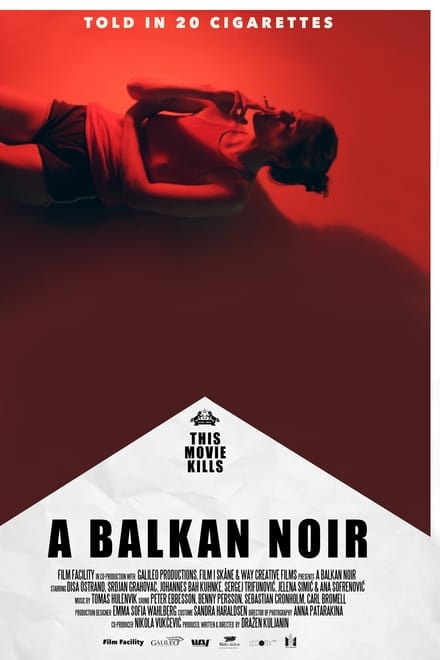 TOLD IN 20 CIGARETTES
THIS
MOVIE
KILLS
A BALKAN NOIR
FILM FACILITY IN CO-PRODUCTION WITH GALILEO PRODUCTIONS, FILM I SKÅNE & WAY CREATIVE FILMS PRESENTS A BALKAN NOIR
STARRING DISA ÖSTRAND, SRDJAN GRAHOVAC, JOHANNES BAH KUHNKE, SERGEJ TRIFUNOVIĆ, JELENA SIMIĆ & ANA SOFRENOVIĆ
MUSIC BY TOMAS HULENVIK SOUND PETER EBBESSON, BENNY PERSSON, SEBASTIAN CRONHOLM, CARL BROMELL
PRODUCTION DESIGNER EMMA SOFIA WAHLBERG COSTUME SANDRA HARALDSEN DIRECTOR OF PHOTOGRAPHY ANNA PATARAKINA
CO-PRODUCER NIKOLA VUKČEVIĆ PRODUCER, WRITTEN & DIRECTED BY DRAŽEN KULJANIN
Film Facility GALILEO WAY